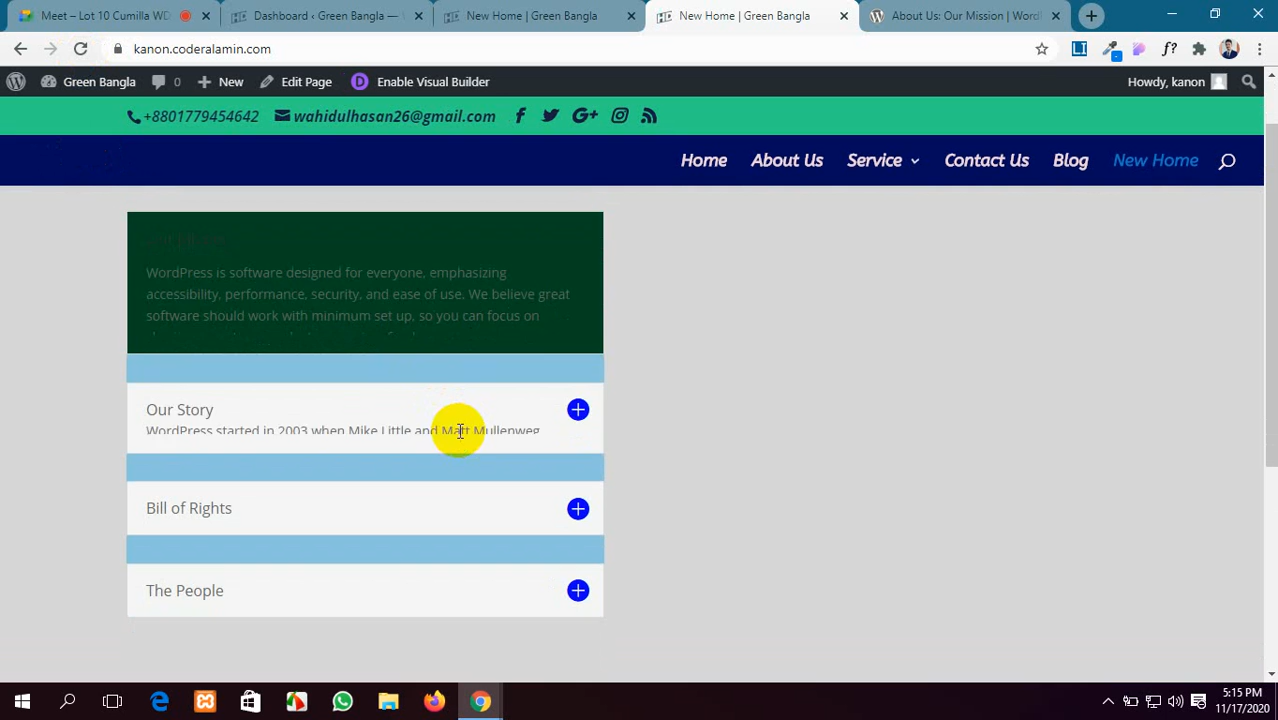 Meet – Lot 10 Cumilla WD
Dashboard ‹ Green Bangla —
New Home | Green Bangla
New Home | Green Bangla
About Us: Our Mission | Word
kanon.coderalamin.com
Green Bangla
0
New
Edit Page
Enable Visual Builder
Howdy, kanon
+8801779454642
wahidulhasan26@gmail.com
Home
About Us
Service
Contact Us
Blog
New Home
WordPress is software designed for everyone, emphasizing
accessibility, performance, security, and ease of use. We believe great
software should work with minimum set up, so you can focus on
Our Story
WordPress started in 2003 when Mike Little and Matt Mullenweg
Bill of Rights
The People
5:15 PM
11/17/2020